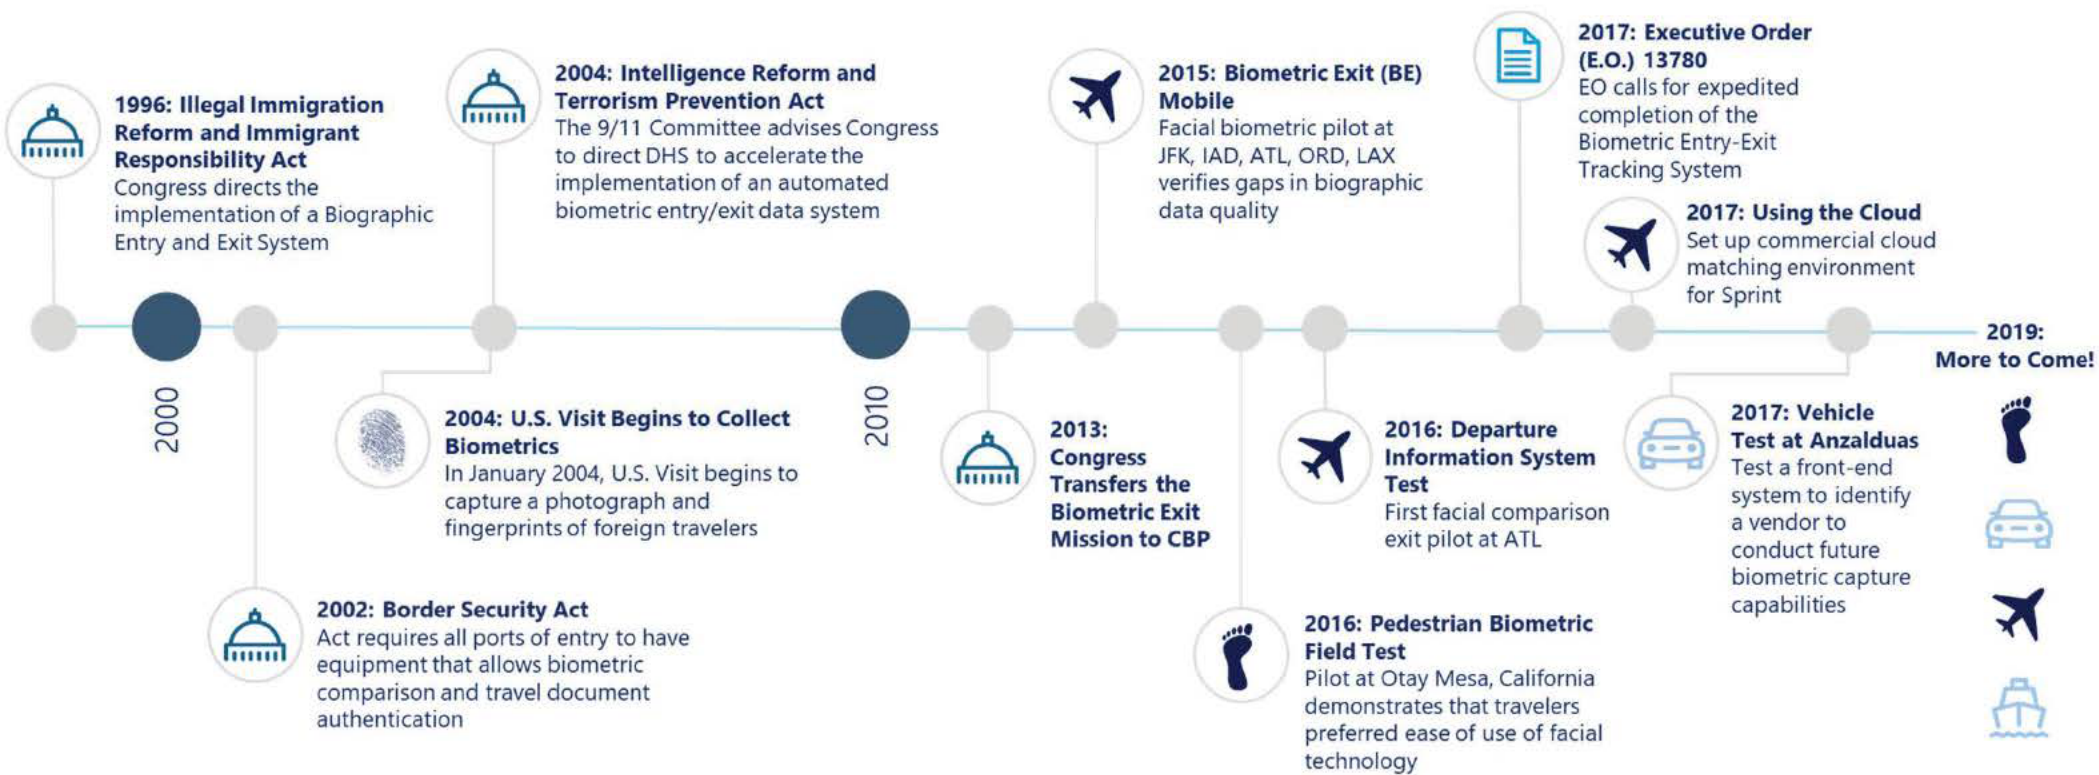 1996: Illegal Immigration
Reform and Immigrant
Responsibility Act
Congress directs the
implementation of a Biographic
Entry and Exit System
2004: Intelligence Reform and
Terrorism Prevention Act
The 9/11 Committee advises Congress
to direct DHS to accelerate the
implementation of an automated
biometric entry/exit data system
2015: Biometric Exit (BE)
Mobile
Facial biometric pilot at
JFK, IAD, ATL, ORD, LAX
verifies gaps in biographic
data quality
2017: Executive Order
(E.O.) 13780
EO calls for expedited
completion of the
Biometric Entry-Exit
Tracking System
2017: Using the Cloud
Set up commercial cloud
matching environment
for Sprint
2000
2010
2019:
More to Come!
2004: U.S. Visit Begins to Collect
Biometrics
In January 2004, U.S. Visit begins to
capture a photograph and
fingerprints of foreign travelers
2013:
Congress
Transfers the
Biometric Exit
Mission to CBP
2016: Departure
Information System
Test
First facial comparison
exit pilot at ATL
2017: Vehicle
Test at Anzalduas
Test a front-end
system to identify
a vendor to
conduct future
biometric capture
capabilities
2002: Border Security Act
Act requires all ports of entry to have
equipment that allows biometric
comparison and travel document
authentication
2016: Pedestrian Biometric
Field Test
Pilot at Otay Mesa, California
demonstrates that travelers
preferred ease of use of facial
technology